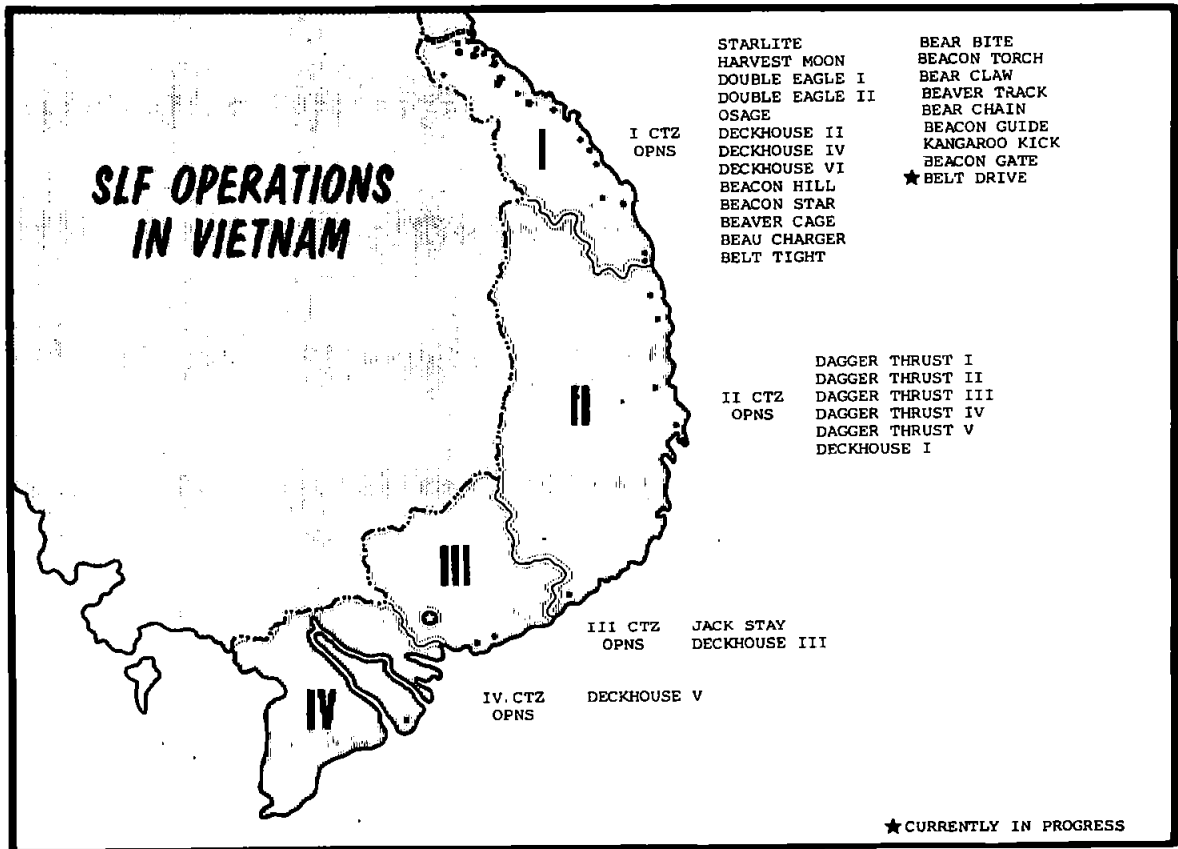 SLF OPERATIONS
IN VIETNAM
I
II
III
IV
I CTZ
OPNS
STARLITE
HARVEST MOON
DOUBLE EAGLE I
DOUBLE EAGLE II
OSAGE
DECKHOUSE II
DECKHOUSE IV
DECKHOUSE VI
BEACON HILL
BEACON STAR
BEAVER CAGE
BEAU CHARGER
BELT TIGHT
BEAR BITE
BEACON TORCH
BEAR CLAW
BEAVER TRACK
BEAR CHAIN
BEACON GUIDE
KANGAROO KICK
BEACON GATE
★ BELT DRIVE
II CTZ
OPNS
DAGGER THRUST I
DAGGER THRUST II
DAGGER THRUST III
DAGGER THRUST IV
DAGGER THRUST V
DECKHOUSE I
III CTZ
OPNS
JACK STAY
DECKHOUSE III
IV. CTZ
OPNS
DECKHOUSE V
★ CURRENTLY IN PROGRESS